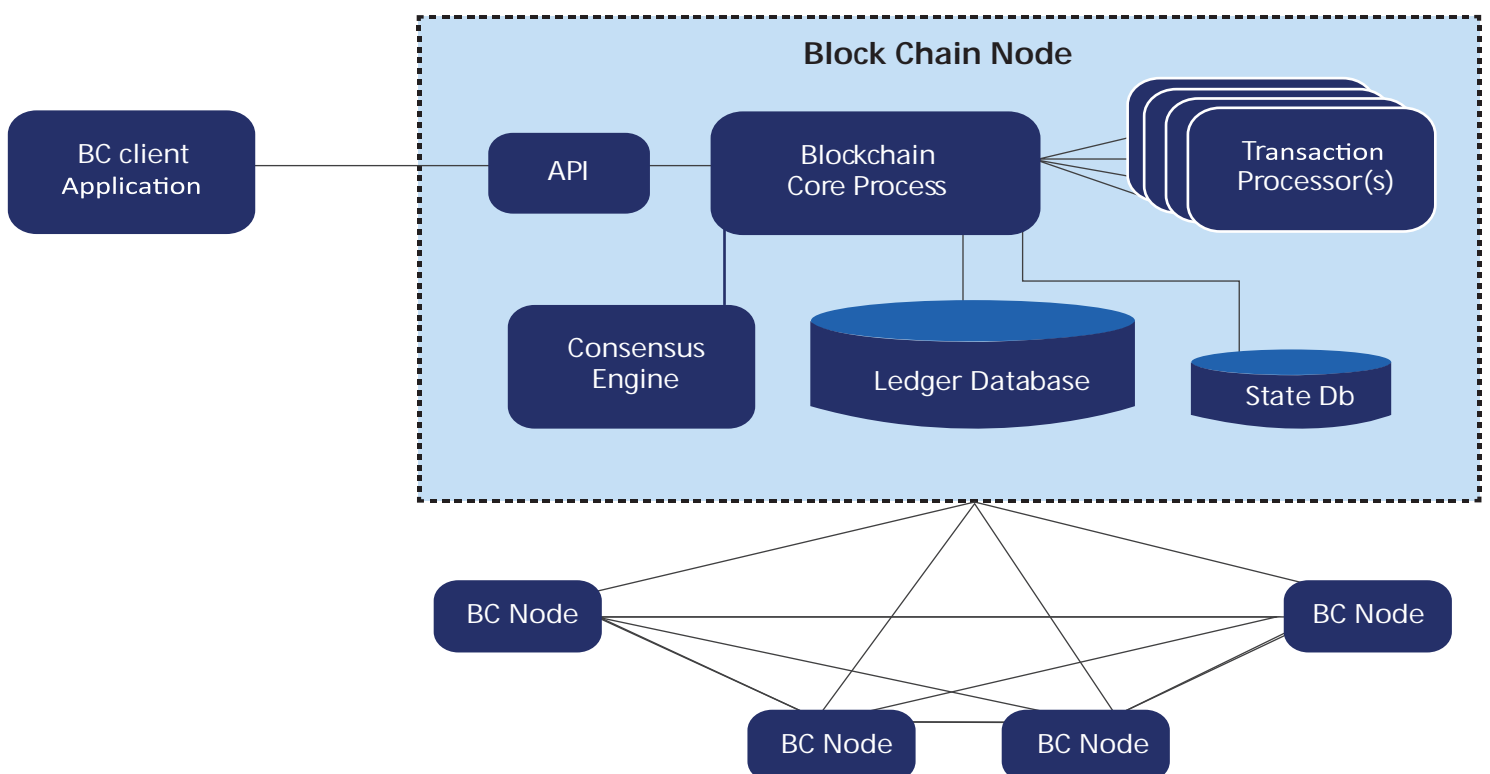 Block Chain Node
BC client
Application
API
Blockchain
Core Process
Transaction
Processor(s)
Consensus
Engine
Ledger Database
State Db
BC Node
BC Node
BC Node
BC Node